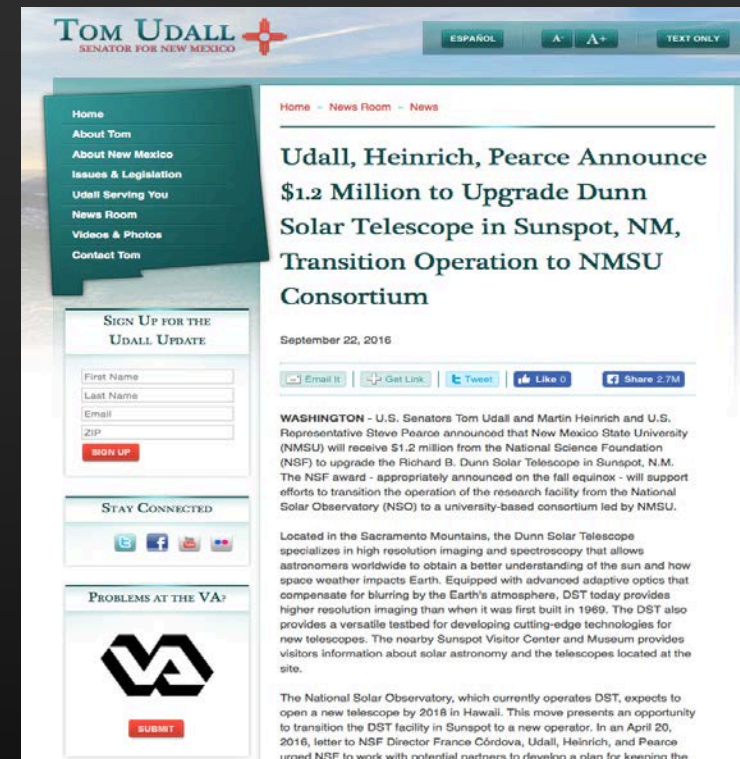 TOM UDALL
SENATOR FOR NEW MEXICO
ESPAÑOL
A-
A+
TEXT ONLY
Home
About Tom
About New Mexico
Issues & Legislation
Udall Serving You
News Room
Videos & Photos
Contact Tom
SIGN UP FOR THE
UDALL UPDATE
First Name
Last Name
Email
ZIP
SIGN UP
STAY CONNECTED
PROBLEMS AT THE VA?
VA
SUBMIT
Home – News Room – News
Udall, Heinrich, Pearce Announce
$1.2 Million to Upgrade Dunn
Solar Telescope in Sunspot, NM,
Transition Operation to NMSU
Consortium
September 22, 2016
Email It
Get Link
Tweet
Like 0
Share 2.7M
WASHINGTON - U.S. Senators Tom Udall and Martin Heinrich and U.S.
Representative Steve Pearce announced that New Mexico State University
(NMSU) will receive $1.2 million from the National Science Foundation
(NSF) to upgrade the Richard B. Dunn Solar Telescope in Sunspot, N.M.
The NSF award - appropriately announced on the fall equinox - will support
efforts to transition the operation of the research facility from the National
Solar Observatory (NSO) to a university-based consortium led by NMSU.
Located in the Sacramento Mountains, the Dunn Solar Telescope
specializes in high resolution imaging and spectroscopy that allows
astronomers worldwide to obtain a better understanding of the sun and how
space weather impacts Earth. Equipped with advanced adaptive optics that
compensate for blurring by the Earth's atmosphere, DST today provides
higher resolution imaging than when it was first built in 1969. The DST also
provides a versatile testbed for developing cutting-edge technologies for
new telescopes. The nearby Sunspot Visitor Center and Museum provides
visitors information about solar astronomy and the telescopes located at the
site.
The National Solar Observatory, which currently operates DST, expects to
open a new telescope by 2018 in Hawaii. This move presents an opportunity
to transition the DST facility in Sunspot to a new operator. In an April 20,
2016, letter to NSF Director France Córdova, Udall, Heinrich, and Pearce
urged NSF to work with potential partners to develop a plan for keeping the